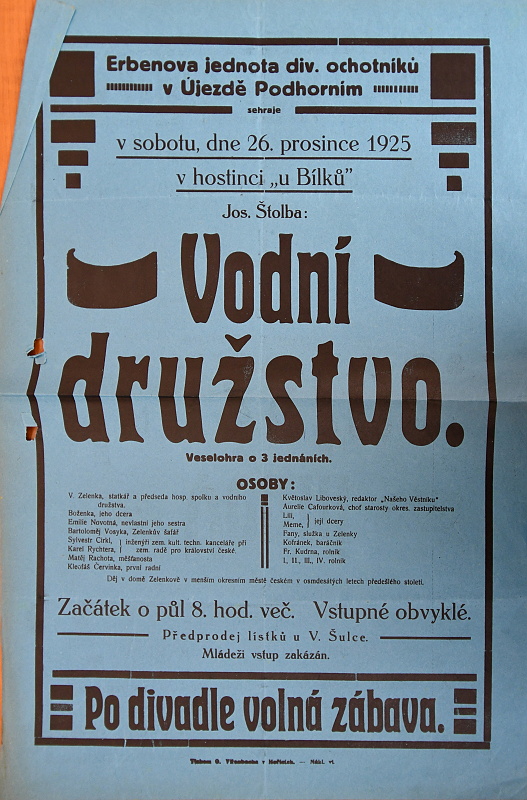 Erbenova jednota div. ochotníků
v Újezdě Podhorním
sehraje
v sobotu, dne 26. prosince 1925
v hostinci „u Bílků"
Jos. Štolba:
Vodní
družstvo.
Veselohra o 3 jednáních.
OSOBY:
V. Zelenka, statkář a předseda hosp. spolku a vodního
družstva.
Boženka, jeho dcera
Emilie Novotná, nevlastní jeho sestra
Bartoloměj Vosyka, Zelenkův šafář
Sylvestr Cirkl, | inženýři zem. kult. techn. kanceláře při
Karel Rychtera, | zem. radě pro království české.
Matěj Rachota, měšťanosta
Kleofáš Červinka, první radní
Květoslav Liboveský, redaktor „Našeho Věstníku"
Aurelie Cafourková, choť starosty okres. zastupitelstva
Lili, | její dcery
Meme, |
Fany, služka u Zelenky
Kofránek, baráčník
Fr. Kudrna, rolník
I., II., III., IV. rolník
Děj v domě Zelenkově v menším okresním městě českém v osmdesátých letech předešlého století.
Začátek o půl 8. hod. več. Vstupné obvyklé.
Předprodej lístků u V. Šulce.
Mládeži vstup zakázán.
Po divadle volná zábava.
Tiskem O. v Hořicích. — Nákl. vl.